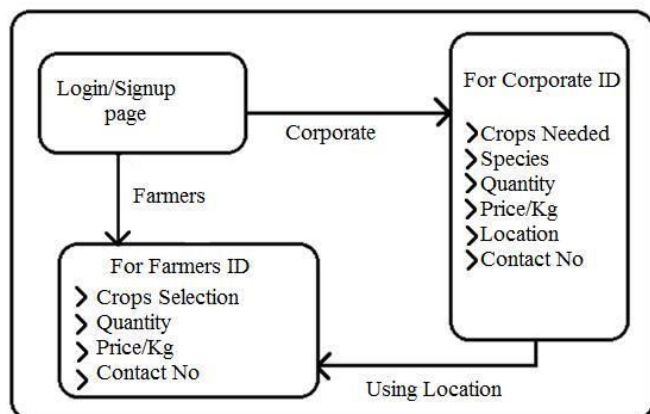 Login/Signup
page
Corporate
Farmers
For Corporate ID
Crops Needed
Species
Quantity
Price/Kg
Location
Contact No
For Farmers ID
Crops Selection
Quantity
Price/Kg
Contact No
Using Location